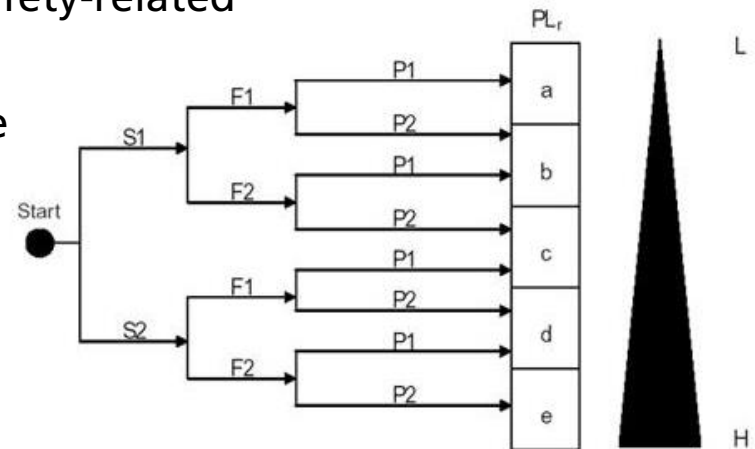 fety-related
e
PLr
L
P1
F1
a
P2
S1
P1
b
F2
P2
Start
c
P1
F1
P2
d
S2
P1
F2
P2
e
H